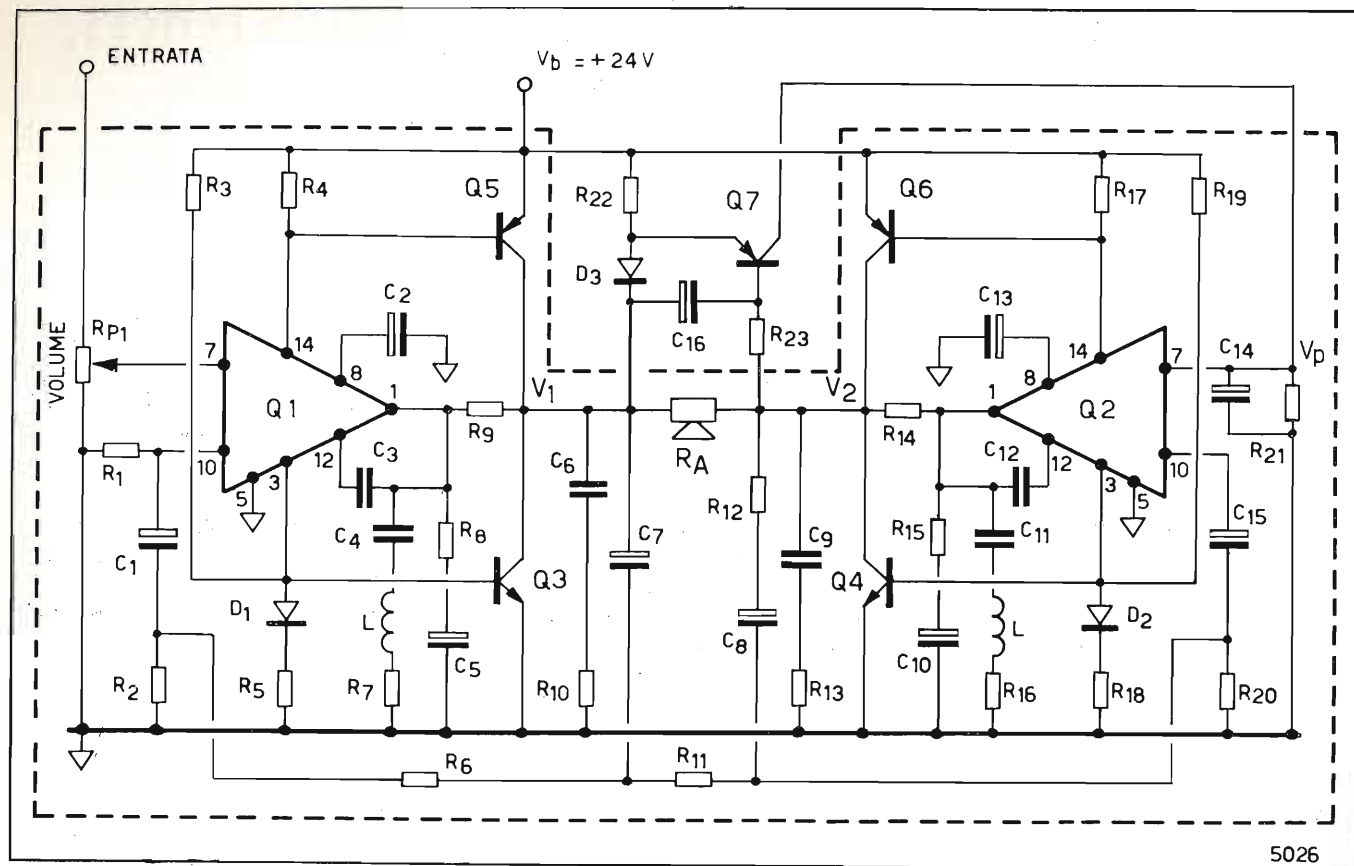 ENTRATA
Vb = + 24 V
R3
R4
Q5
R22
Q7
Q6
R17
R19
D3
C2
C13
C16
R23
VOLUME
RP1
7
14
8
1
Q1
R9
V1
V2
R14
1
8
14
7
Q2
C14
Vp
R21
R1
10
5
3
12
C3
C6
RA
C12
12
3
5
10
C1
C4
R8
C7
R12
C9
R15
C11
C15
Q3
Q4
D1
L
C5
C8
C10
L
D2
R2
R5
R7
R10
R13
R16
R18
R20
R6
R11
5026